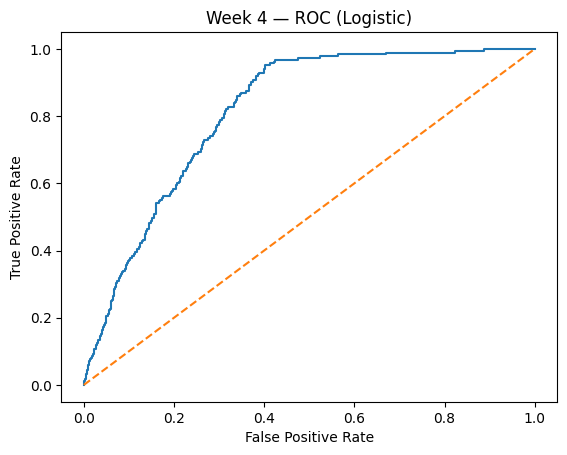 Week 4 — ROC (Logistic)
1.0
0.8
0.6
0.4
0.2
0.0
True Positive Rate
0.0 0.2 0.4 0.6 0.8 1.0
False Positive Rate